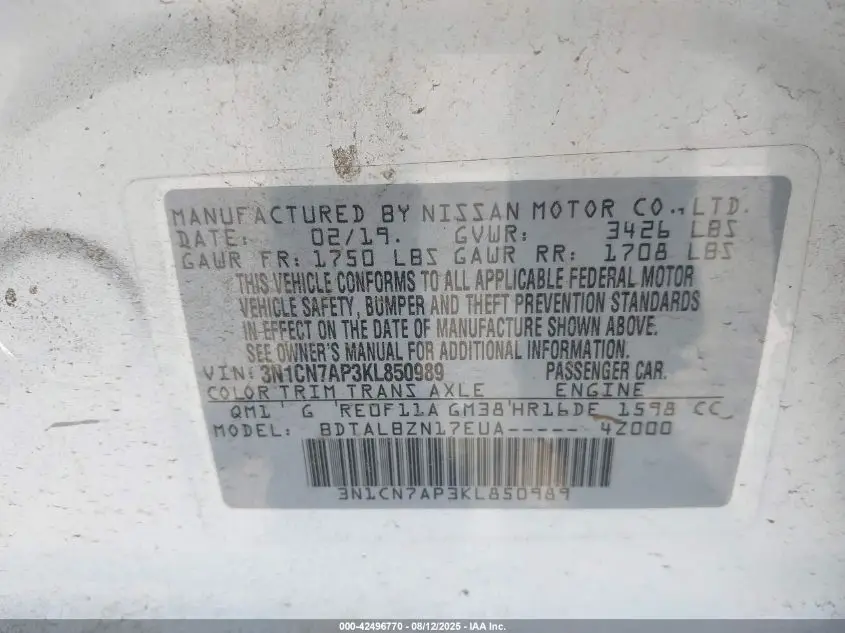 MANUFACTURED BY NISSAN MOTOR CO., LTD.
DATE: 02/19. GVWR: 3426 LBS
GAWR FR: 1750 LBS GAWR RR: 1708 LBS
THIS VEHICLE CONFORMS TO ALL APPLICABLE FEDERAL MOTOR
VEHICLE SAFETY, BUMPER AND THEFT PREVENTION STANDARDS
IN EFFECT ON THE DATE OF MANUFACTURE SHOWN ABOVE.
SEE OWNER'S MANUAL FOR ADDITIONAL INFORMATION.
VIN: 3N1CN7AP3KL850989 PASSENGER CAR.
COLOR TRIM TRANS AXLE ENGINE
QM1 ' G 'RE0F11A GM38'HR16DE 1598 CC
MODEL: BDTALBZN17EUA----- 4Z000
3N1CN7AP3KL850989
000-42496770 - 08/12/2025 - IAA Inc.